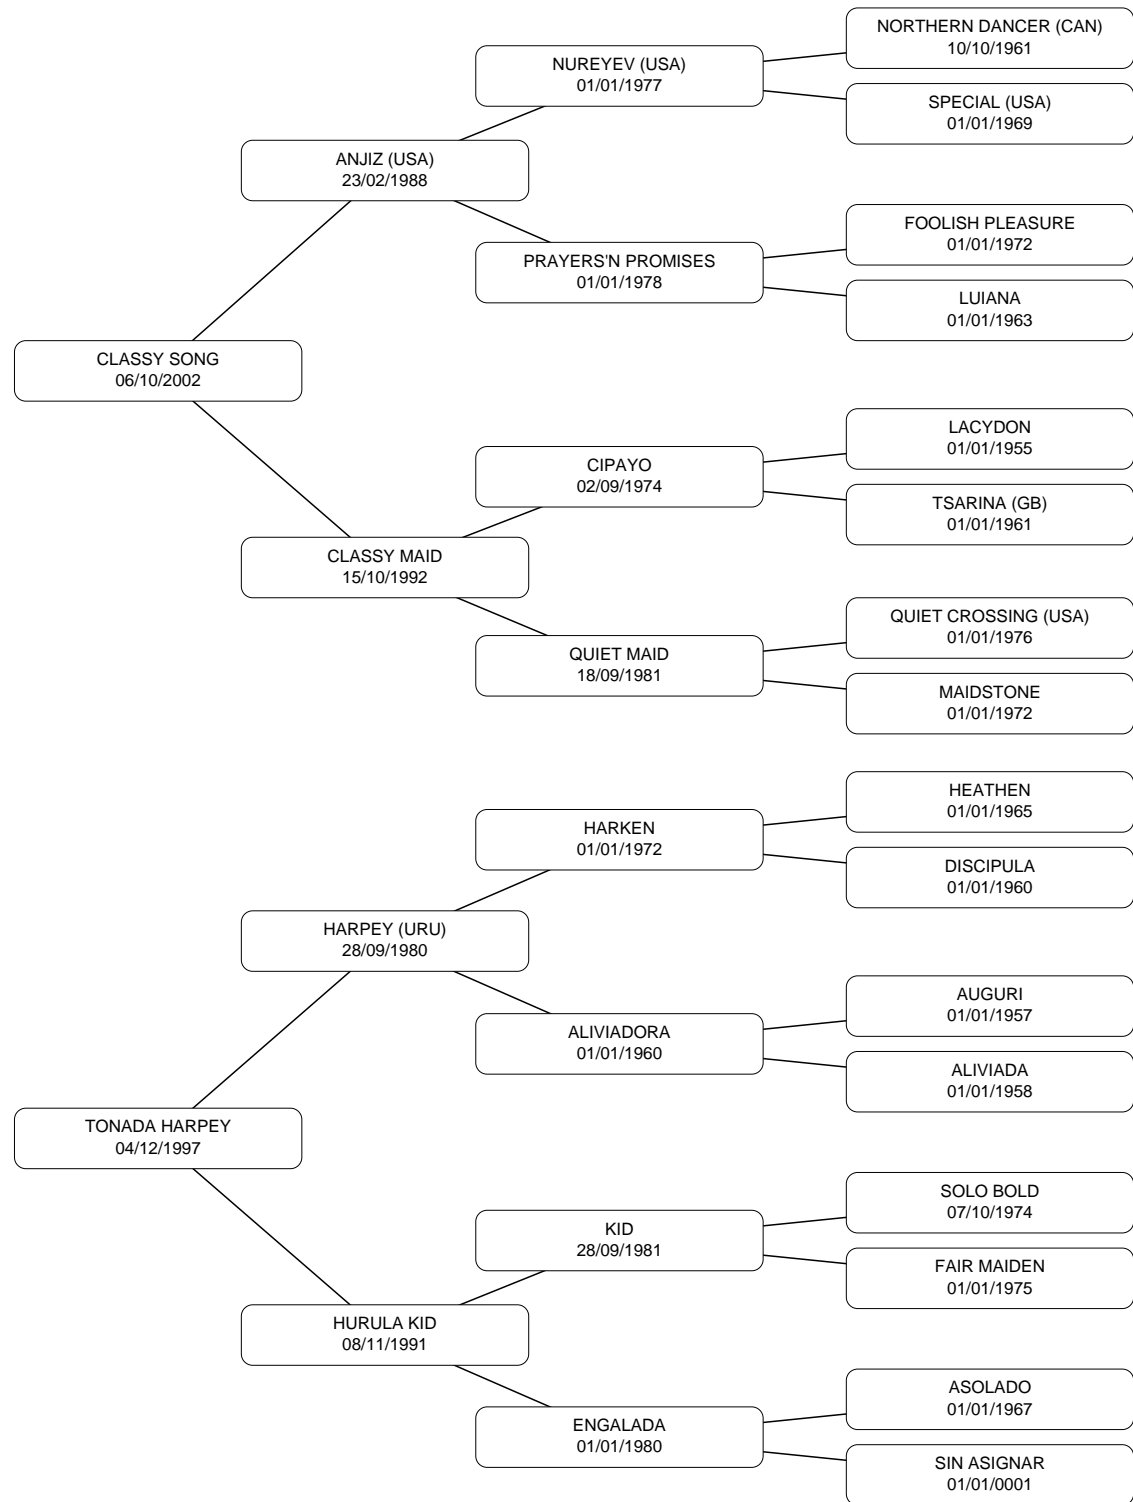 NORTHERN DANCER (CAN)
10/10/1961
NUREYEV (USA)
01/01/1977
SPECIAL (USA)
01/01/1969
ANJIZ (USA)
23/02/1988
FOOLISH PLEASURE
01/01/1972
PRAYERS'N PROMISES
01/01/1978
LUIANA
01/01/1963
CLASSY SONG
06/10/2002
LACYDON
01/01/1955
CIPAYO
02/09/1974
TSARINA (GB)
01/01/1961
CLASSY MAID
15/10/1992
QUIET CROSSING (USA)
01/01/1976
QUIET MAID
18/09/1981
MAIDSTONE
01/01/1972
HEATHEN
01/01/1965
HARKEN
01/01/1972
DISCIPULA
01/01/1960
HARPEY (URU)
28/09/1980
AUGURI
01/01/1957
ALIVIADORA
01/01/1960
ALIVIADA
01/01/1958
TONADA HARPEY
04/12/1997
SOLO BOLD
07/10/1974
KID
28/09/1981
FAIR MAIDEN
01/01/1975
HURULA KID
08/11/1991
ASOLADO
01/01/1967
ENGALADA
01/01/1980
SIN ASIGNAR
01/01/0001